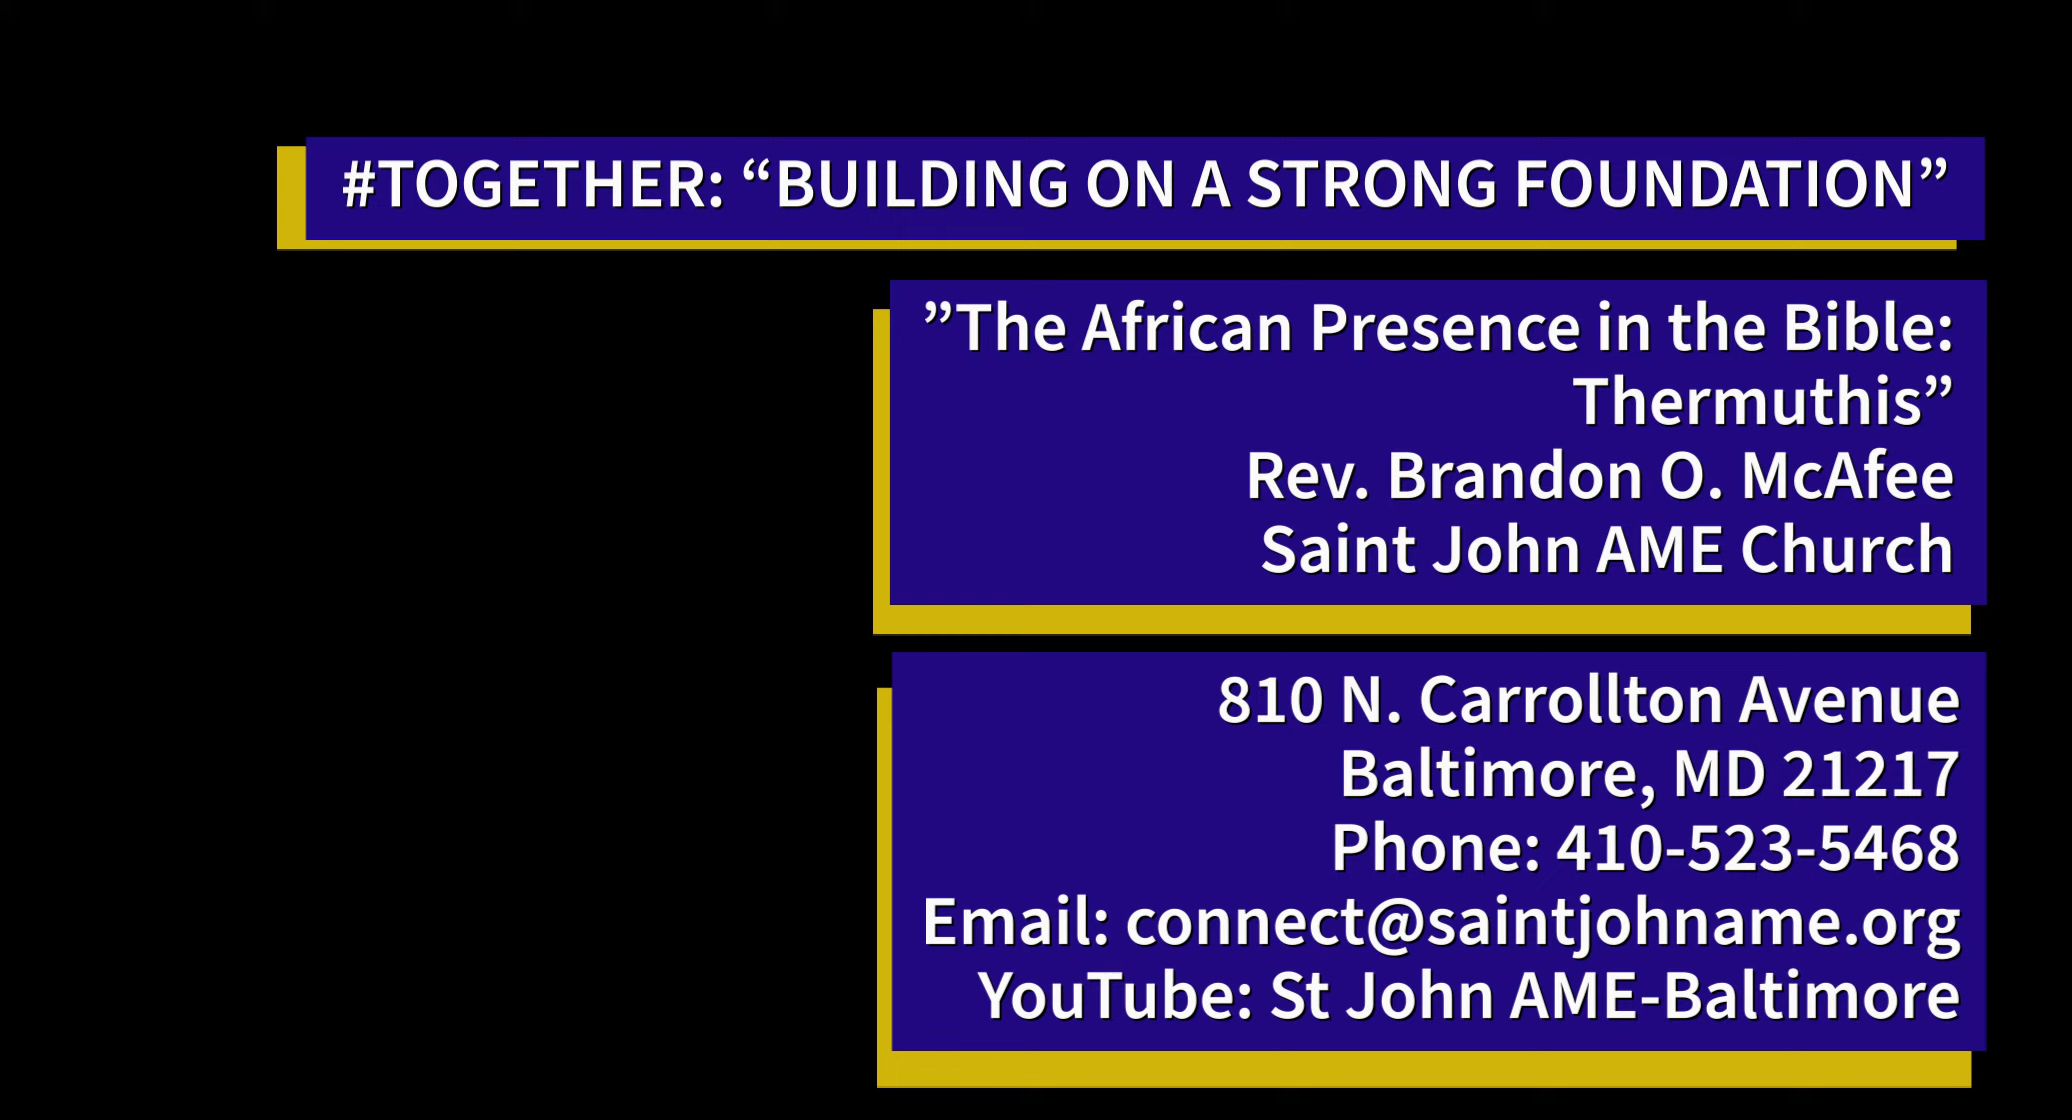 #TOGETHER: “BUILDING ON A STRONG FOUNDATION”
”The African Presence in the Bible:
Thermuthis”
Rev. Brandon O. McAfee
Saint John AME Church
810 N. Carrollton Avenue
Baltimore, MD 21217
Phone: 410-523-5468
Email: connect@saintjohname.org
YouTube: St John AME-Baltimore